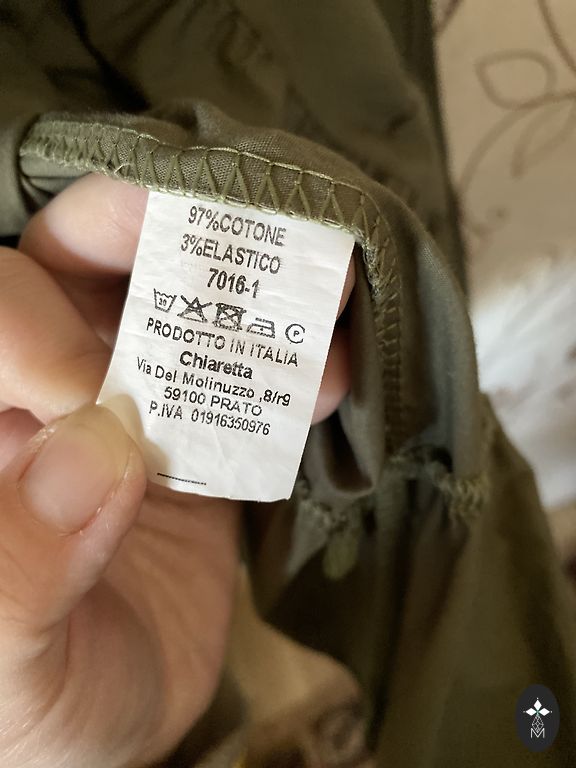 97%COTONE
3%ELASTICO
7016-1
30 P
PRODOTTO IN ITALIA
Chiaretta
Via Del Molinuzzo ,8/r9
59100 PRATO
P.IVA 01916350976
M